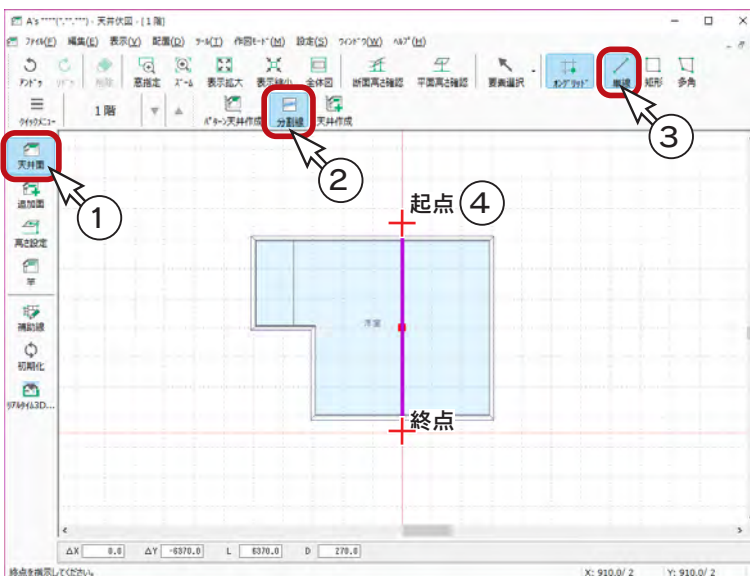 A's ****(*.**.***) - 天井伏図 - [1 階]
ﾌｧｲﾙ(F) 編集(E) 表示(V) 配置(D) ﾂｰﾙ(T) 作図ﾓｰﾄﾞ(M) 設定(S) ｳｨﾝﾄﾞｳ(W) ﾍﾙﾌﾟ(H)
ｱﾝﾄﾞｩ ﾘﾄﾞｩ 削除 窓指定 ｽﾞｰﾑ 表示拡大 表示縮小 全体図 断面高さ確認 平面高さ確認 要素選択 ｵﾝｸﾞﾘｯﾄﾞ 単線 矩形 多角
ｸｲｯｸﾒﾆｭｰ 1 階 ﾊﾟﾀｰﾝ天井作成 分割線 天井作成
③
②
天井面
①
追加面
高さ設定
竿
補助線
初期化
ﾘｱﾙﾀｲﾑ3D...
起点 ④
洋室
終点
ΔX 0.0 ΔY -6370.0 L 6370.0 D 270.0
終点を指示してください。 X: 910.0/ 2 Y: 910.0/ 2